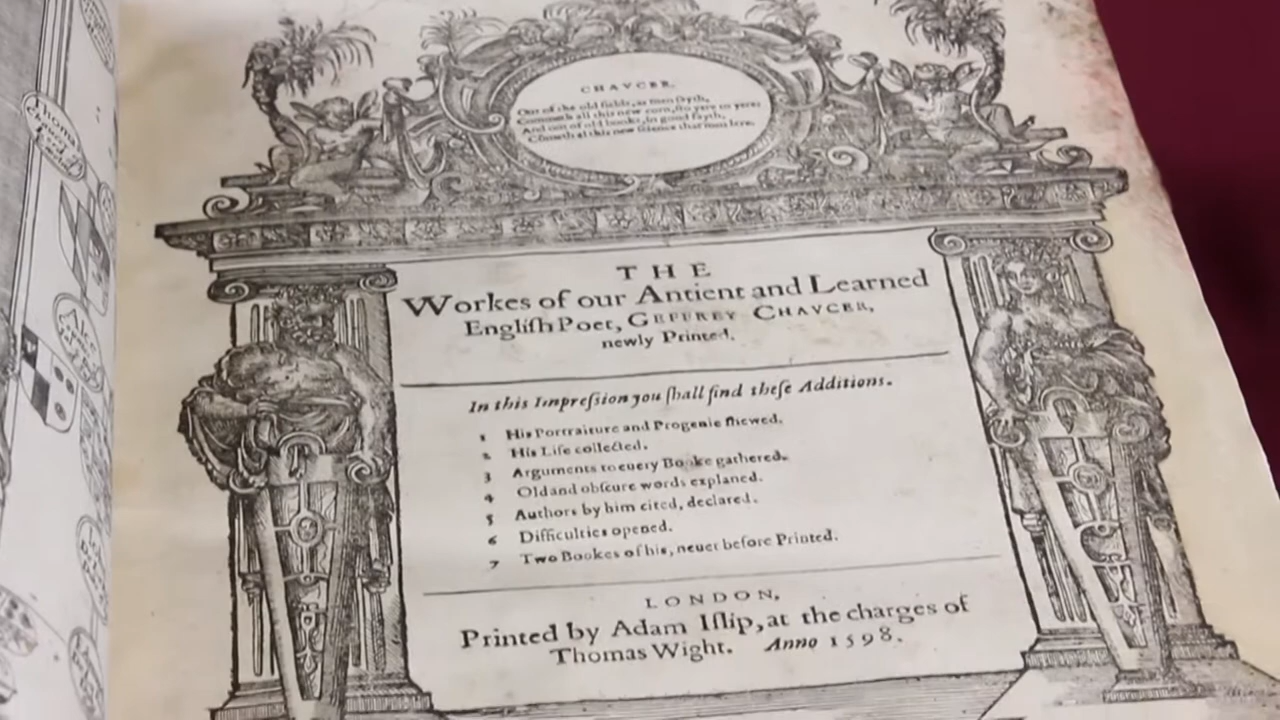 CHAVCER.
Out of the old fields, as men sayth,
Commeth all this new corn, fro yere to yere:
And out of old books, in good fayth,
Cometh al this new science that men lere.
THE
Workes of our Antient and Learned
Engliſh Poet, GEFFREY CHAVCER,
newly Printed.
In this Impreſsion you ſhall find theſe Additions.
1 His Portraiture and Progenie ſhewed.
2 His Life collected.
3 Arguments to euery Booke gathered.
4 Old and obſcure words explaned.
5 Authors by him cited, declared.
6 Difficulties opened.
7 Two Bookes of his, neuer before Printed.
LONDON,
Printed by Adam Iſlip, at the charges of
Thomas Wight. Anno 1598.
Thomas
Alice